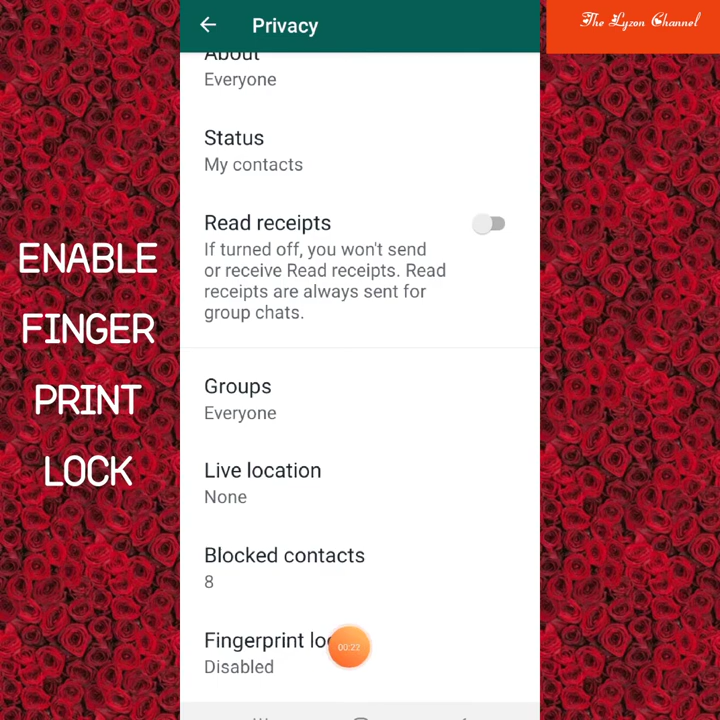 Privacy
The Lyzon Channel
About
Everyone
Status
My contacts
Read receipts
If turned off, you won't send
or receive Read receipts. Read
receipts are always sent for
group chats.
Groups
Everyone
Live location
None
Blocked contacts
8
Fingerprint
00:22
Disabled
ENABLE
FINGER
PRINT
LOCK